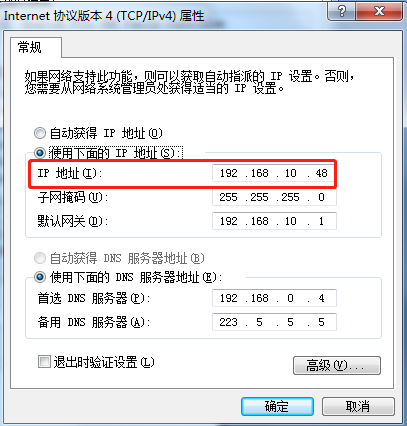 Internet 协议版本 4 (TCP/IPv4) 属性
常规
如果网络支持此功能，则可以获取自动指派的 IP 设置。否则，
您需要从网络系统管理员处获得适当的 IP 设置。
自动获得 IP 地址(O)
使用下面的 IP 地址(S):
IP 地址(I): 192 .168 . 10 . 48
子网掩码(U): 255 .255 .255 . 0
默认网关(D): 192 .168 . 10 . 1
自动获得 DNS 服务器地址(B)
使用下面的 DNS 服务器地址(E):
首选 DNS 服务器(P): 192 .168 . 0 . 4
备用 DNS 服务器(A): 223 . 5 . 5 . 5
退出时验证设置(L)
高级(V)...
确定
取消